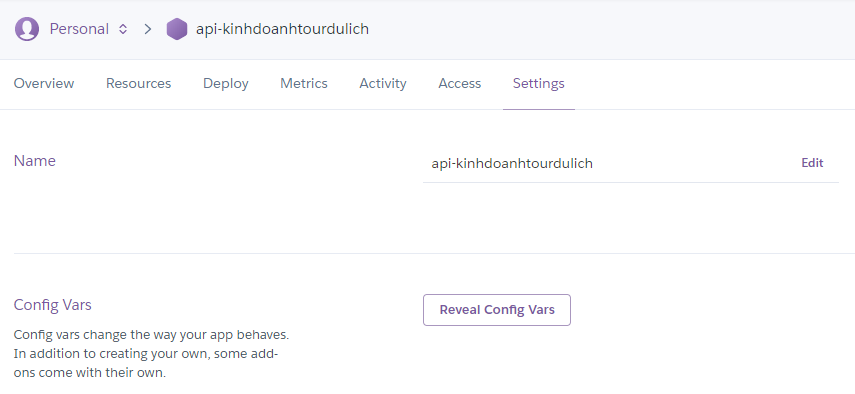 Personal api-kinhdoanhtourdulich
Overview Resources Deploy Metrics Activity Access Settings
Name api-kinhdoanhtourdulich Edit
Config Vars Reveal Config Vars
Config vars change the way your app behaves.
In addition to creating your own, some add-
ons come with their own.